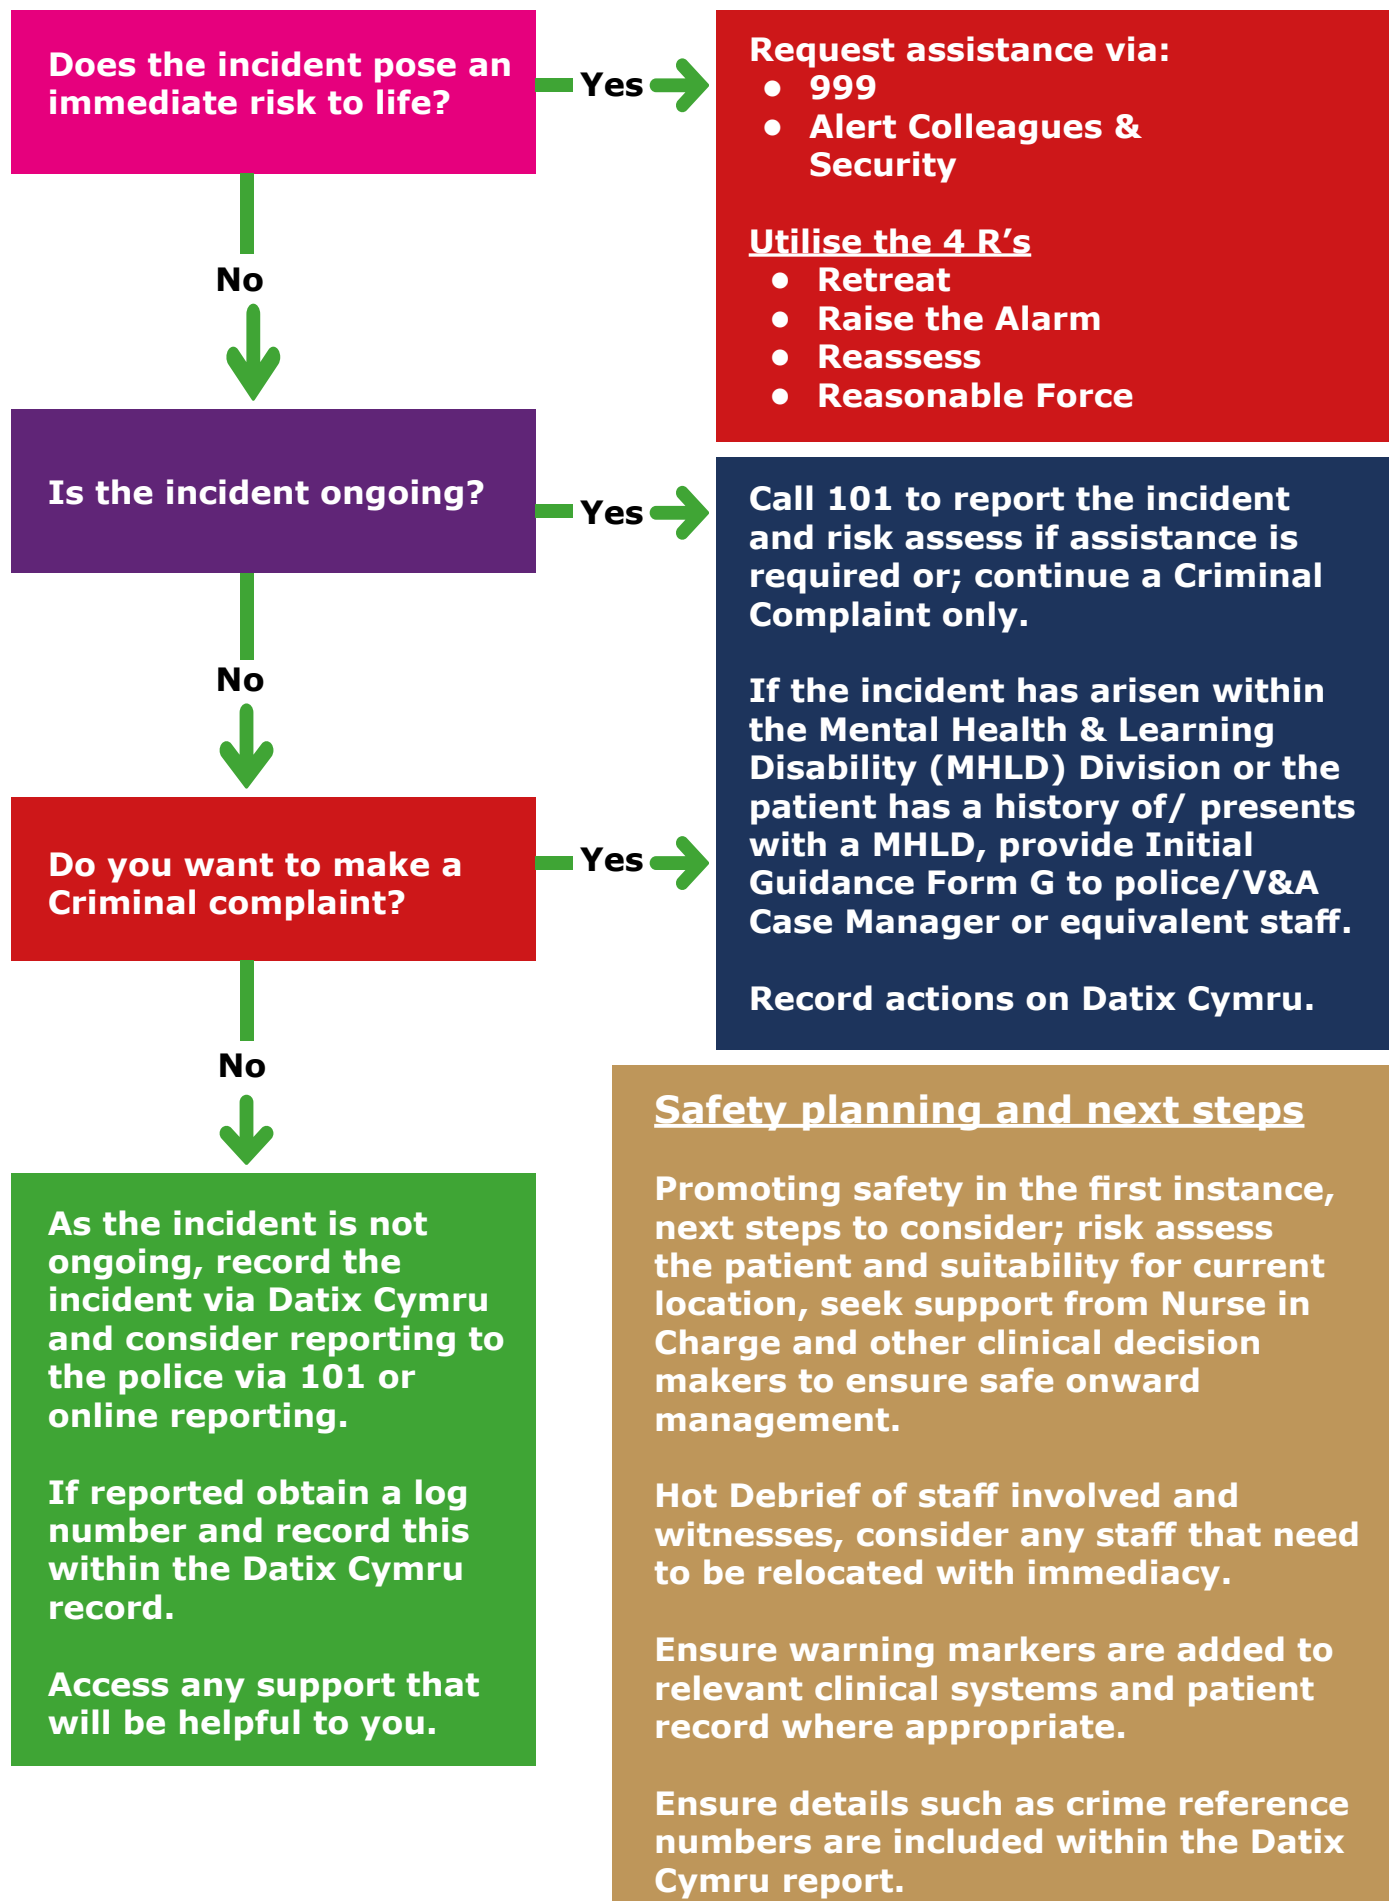 Does the incident pose an
immediate risk to life?
Yes
Request assistance via:
● 999
● Alert Colleagues &
Security
Utilise the 4 R’s
● Retreat
● Raise the Alarm
● Reassess
● Reasonable Force
No
Is the incident ongoing?
Yes
Call 101 to report the incident
and risk assess if assistance is
required or; continue a Criminal
Complaint only.
If the incident has arisen within
the Mental Health & Learning
Disability (MHLD) Division or the
patient has a history of/ presents
with a MHLD, provide Initial
Guidance Form G to police/V&A
Case Manager or equivalent staff.
Record actions on Datix Cymru.
No
Do you want to make a
Criminal complaint?
Yes
No
As the incident is not
ongoing, record the
incident via Datix Cymru
and consider reporting to
the police via 101 or
online reporting.
If reported obtain a log
number and record this
within the Datix Cymru
record.
Access any support that
will be helpful to you.
Safety planning and next steps
Promoting safety in the first instance,
next steps to consider; risk assess
the patient and suitability for current
location, seek support from Nurse in
Charge and other clinical decision
makers to ensure safe onward
management.
Hot Debrief of staff involved and
witnesses, consider any staff that need
to be relocated with immediacy.
Ensure warning markers are added to
relevant clinical systems and patient
record where appropriate.
Ensure details such as crime reference
numbers are included within the Datix
Cymru report.